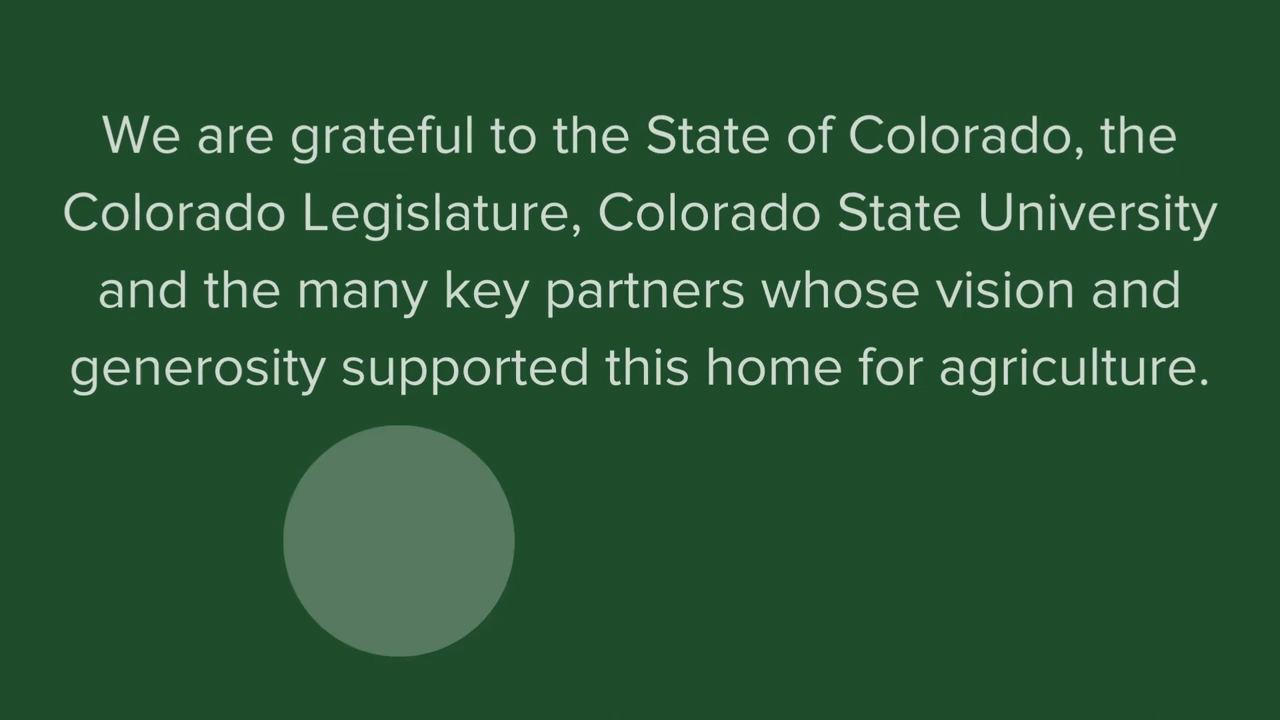 We are grateful to the State of Colorado, the
Colorado Legislature, Colorado State University
and the many key partners whose vision and
generosity supported this home for agriculture.